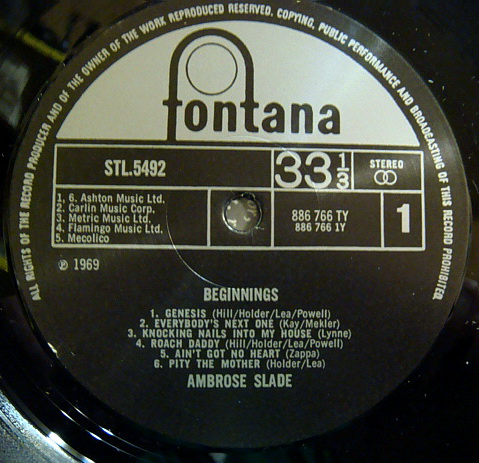 ALL RIGHTS OF THE RECORD PRODUCER AND OF THE OWNER OF THE WORK REPRODUCED RESERVED. COPYING, PUBLIC PERFORMANCE AND BROADCASTING OF THIS RECORD PROHIBITED.
fontana
STL.5492
33 1/3
STEREO
1, 6. Ashton Music Ltd.
2. Carlin Music Corp.
3. Metric Music Ltd.
4. Flamingo Music Ltd.
5. Mecolico
886 766 TY
886 766 1Y
1
℗ 1969
BEGINNINGS
1. GENESIS (Hill/Holder/Lea/Powell)
2. EVERYBODY'S NEXT ONE (Kay/Mekler)
3. KNOCKING NAILS INTO MY HOUSE (Lynne)
4. ROACH DADDY (Hill/Holder/Lea/Powell)
5. AIN'T GOT NO HEART (Zappa)
6. PITY THE MOTHER (Holder/Lea)
AMBROSE SLADE